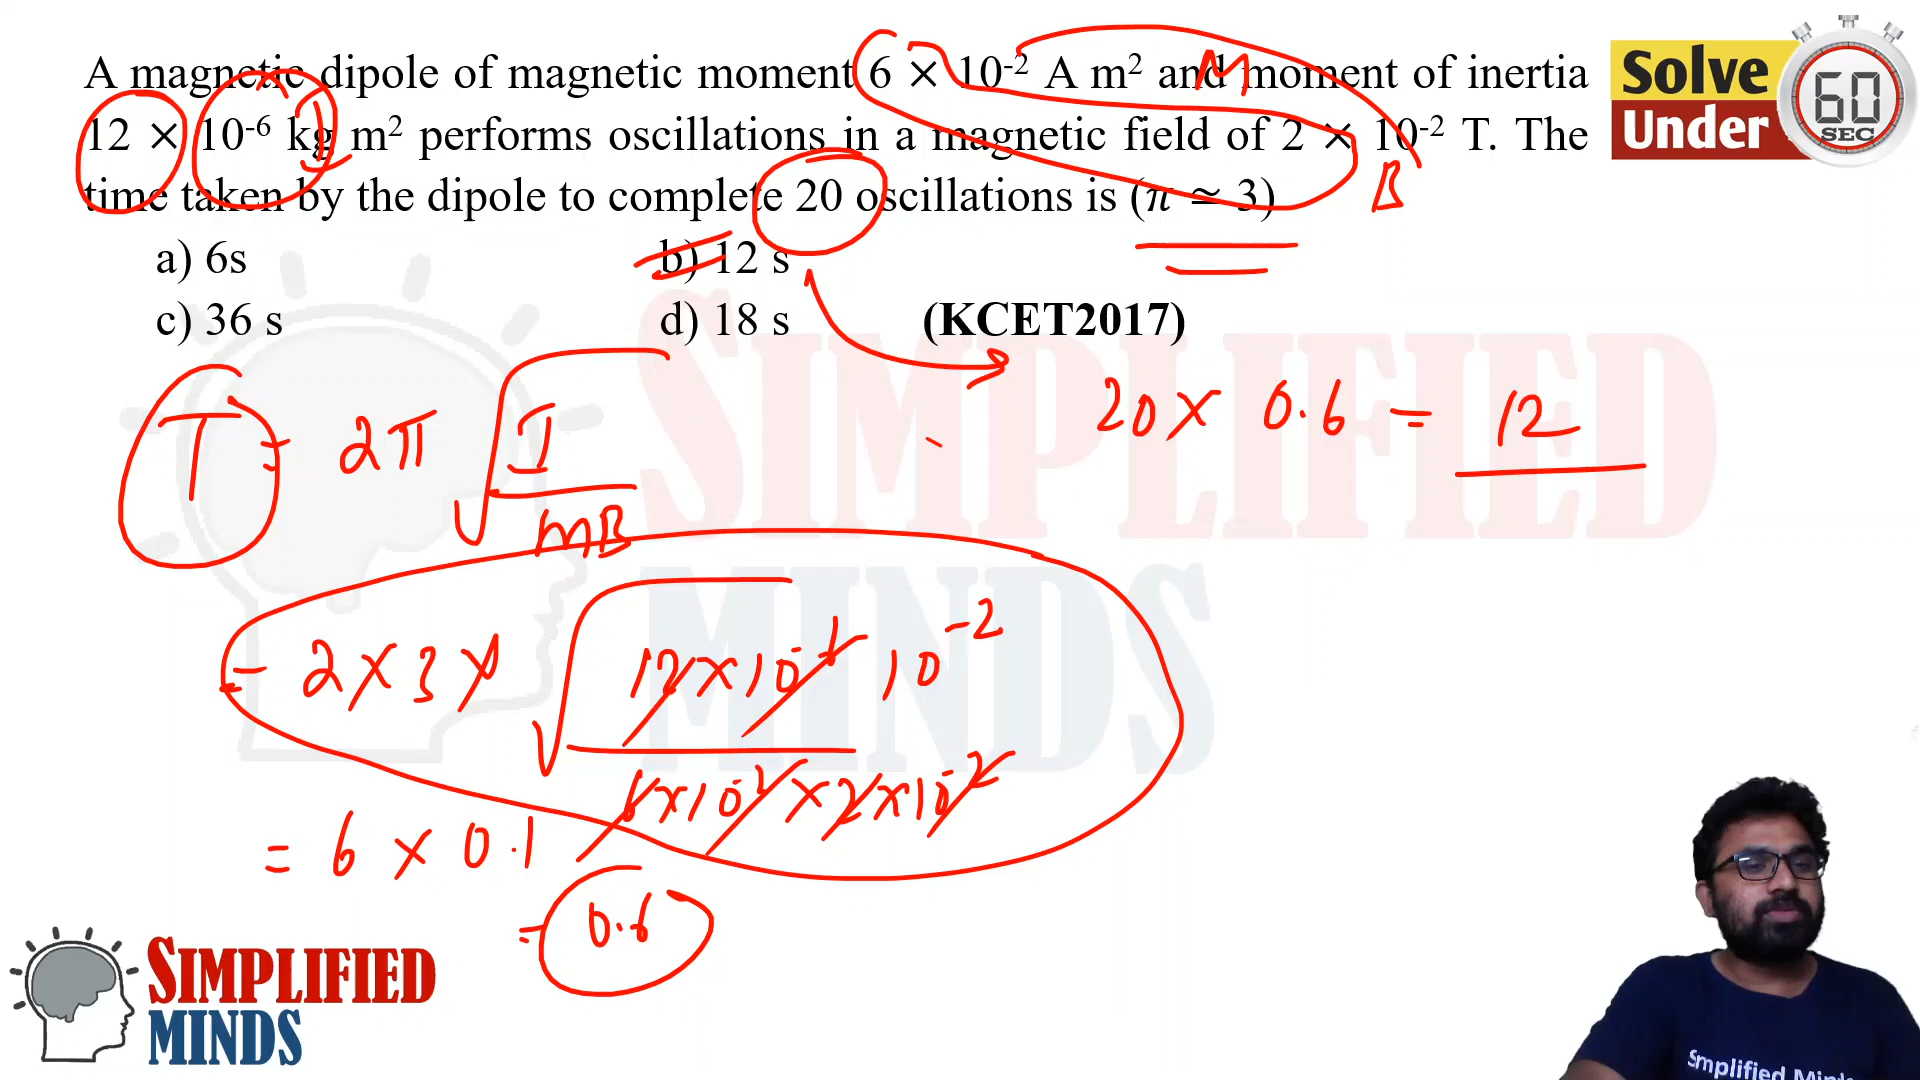 A magnetic dipole of magnetic moment 6 × 10⁻² A m² and moment of inertia
12 × 10⁻⁶ kg m² performs oscillations in a magnetic field of 2 × 10⁻² T. The
time taken by the dipole to complete 20 oscillations is (π ≃ 3)
a) 6s b) 12 s
c) 36 s d) 18 s (KCET2017)
Solve
Under
60
SEC
M
I
B
T = 2π √ I / MB
20 × 0.6 = 12
= 2 × 3 × √ 12×10⁻⁶ 10⁻² / 6×10⁻² × 2×10⁻²
= 6 × 0.1
= 0.6
SIMPLIFIED
MINDS
SIMPLIFIED
MINDS
Simplified Minds